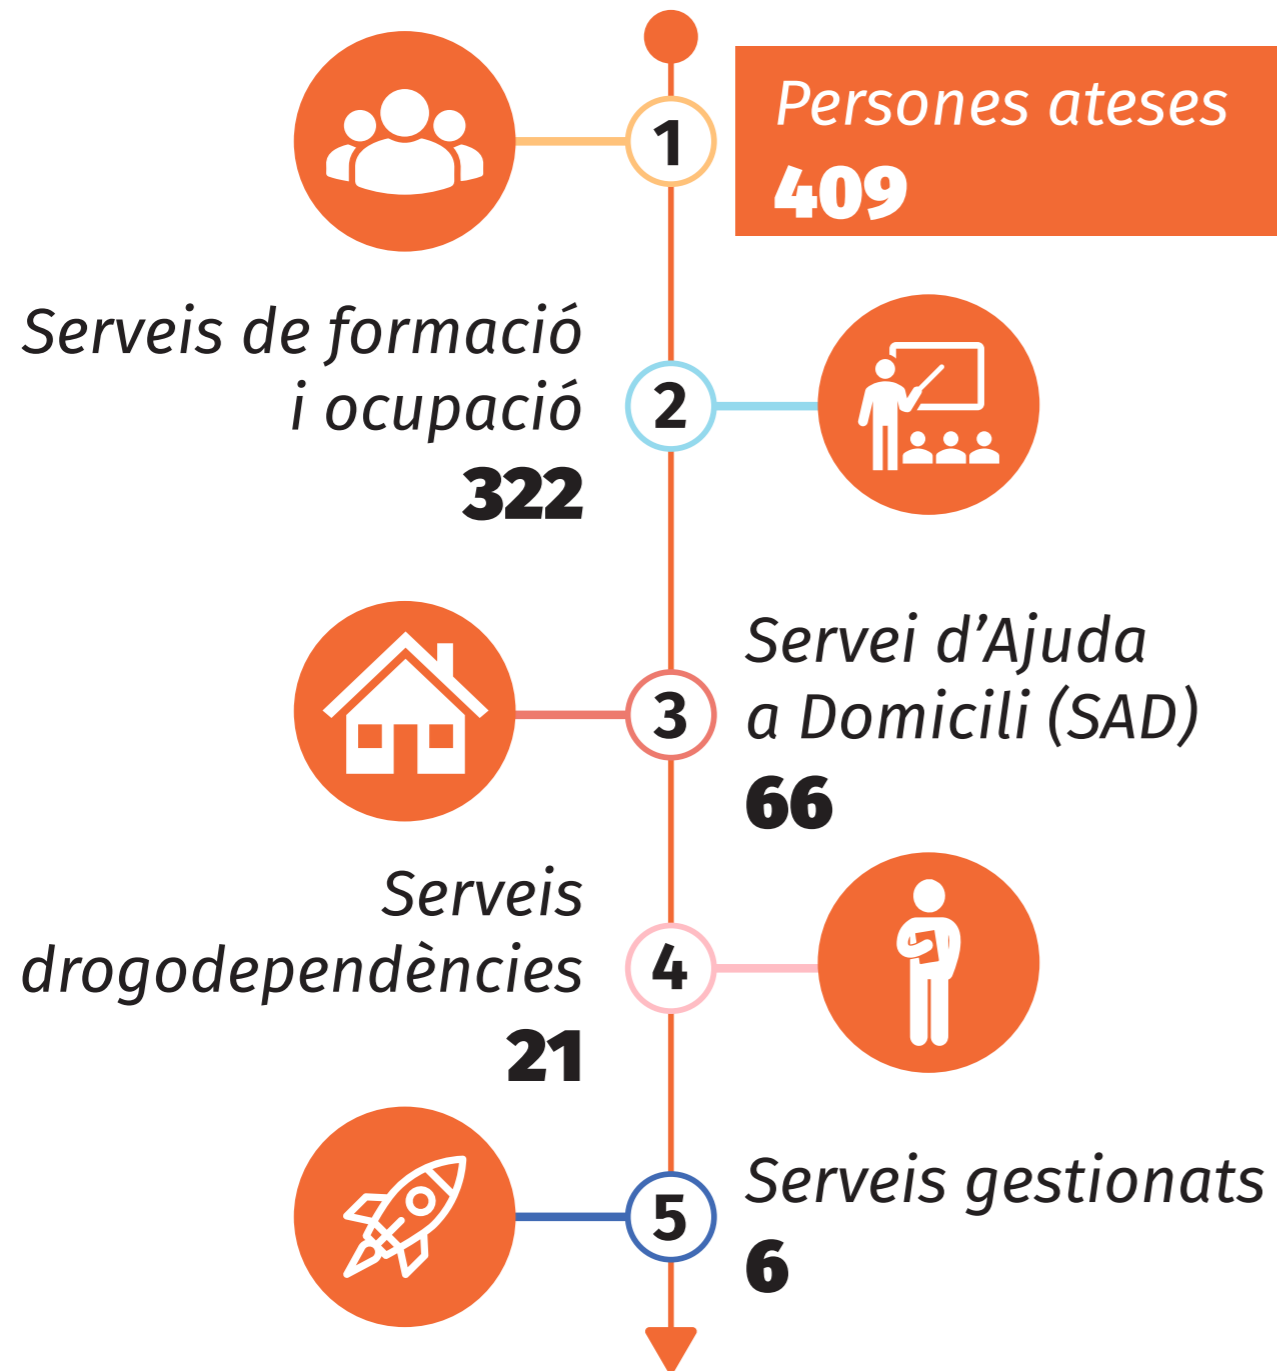 1
Persones ateses
409
Serveis de formació
i ocupació
322
2
3
Servei d’Ajuda
a Domicili (SAD)
66
Serveis
drogodependències
21
4
5
Serveis gestionats
6